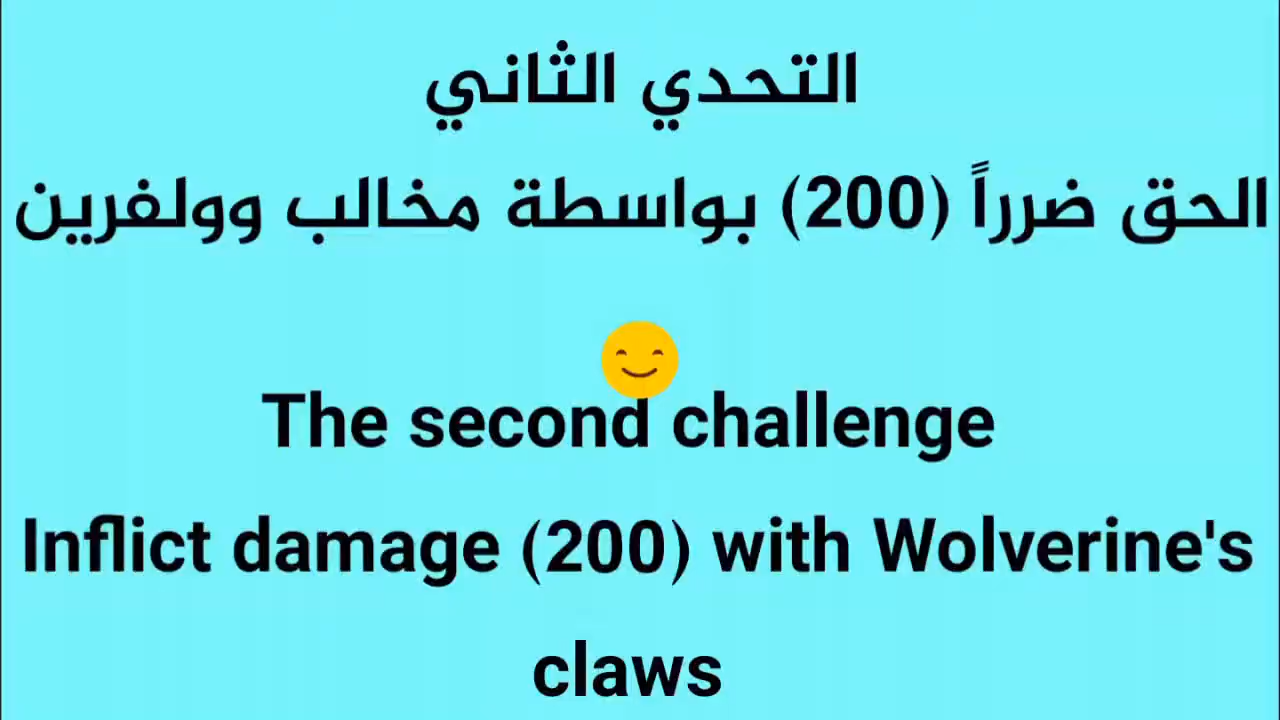 التحدي الثاني
الحق ضرراً (200) بواسطة مخالب وولفرين
😊
The second challenge
Inflict damage (200) with Wolverine's
claws